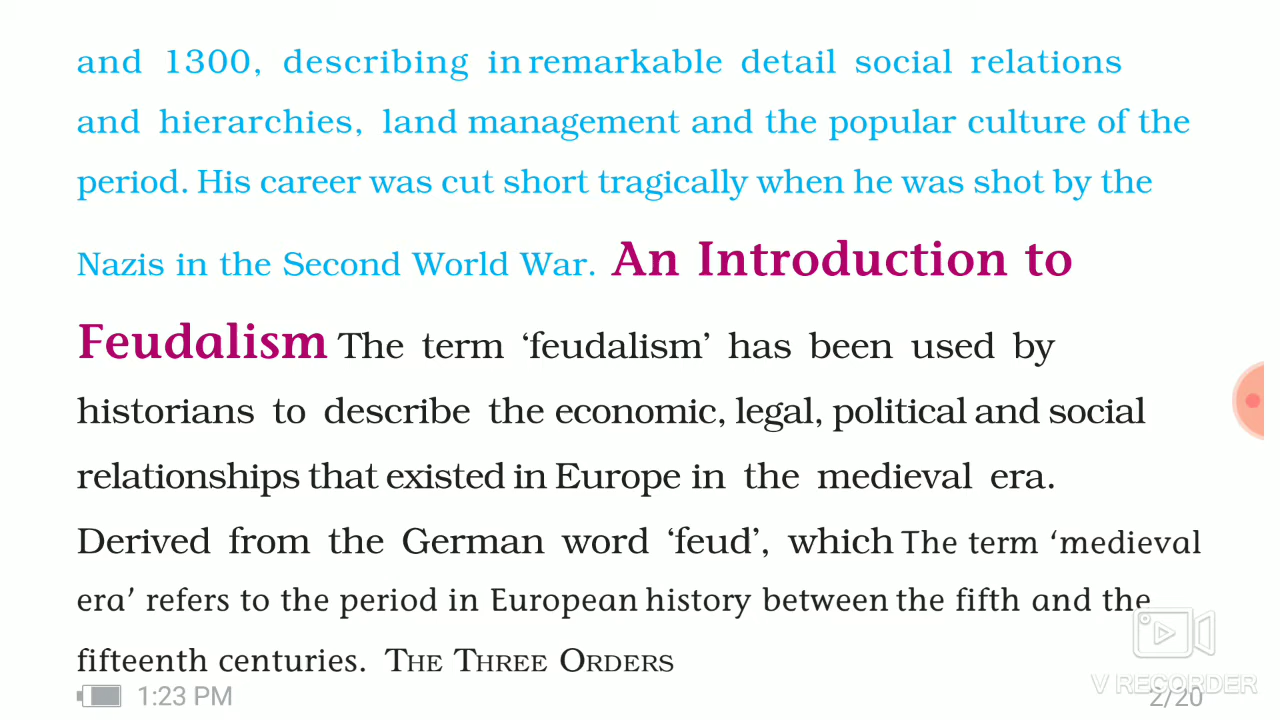 and 1300, describing in remarkable detail social relations
and hierarchies, land management and the popular culture of the
period. His career was cut short tragically when he was shot by the
Nazis in the Second World War. An Introduction to
Feudalism The term ‘feudalism’ has been used by
historians to describe the economic, legal, political and social
relationships that existed in Europe in the medieval era.
Derived from the German word ‘feud’, which The term ‘medieval
era’ refers to the period in European history between the fifth and the
fifteenth centuries. THE THREE ORDERS
V RECORDER
1:23 PM 2/20